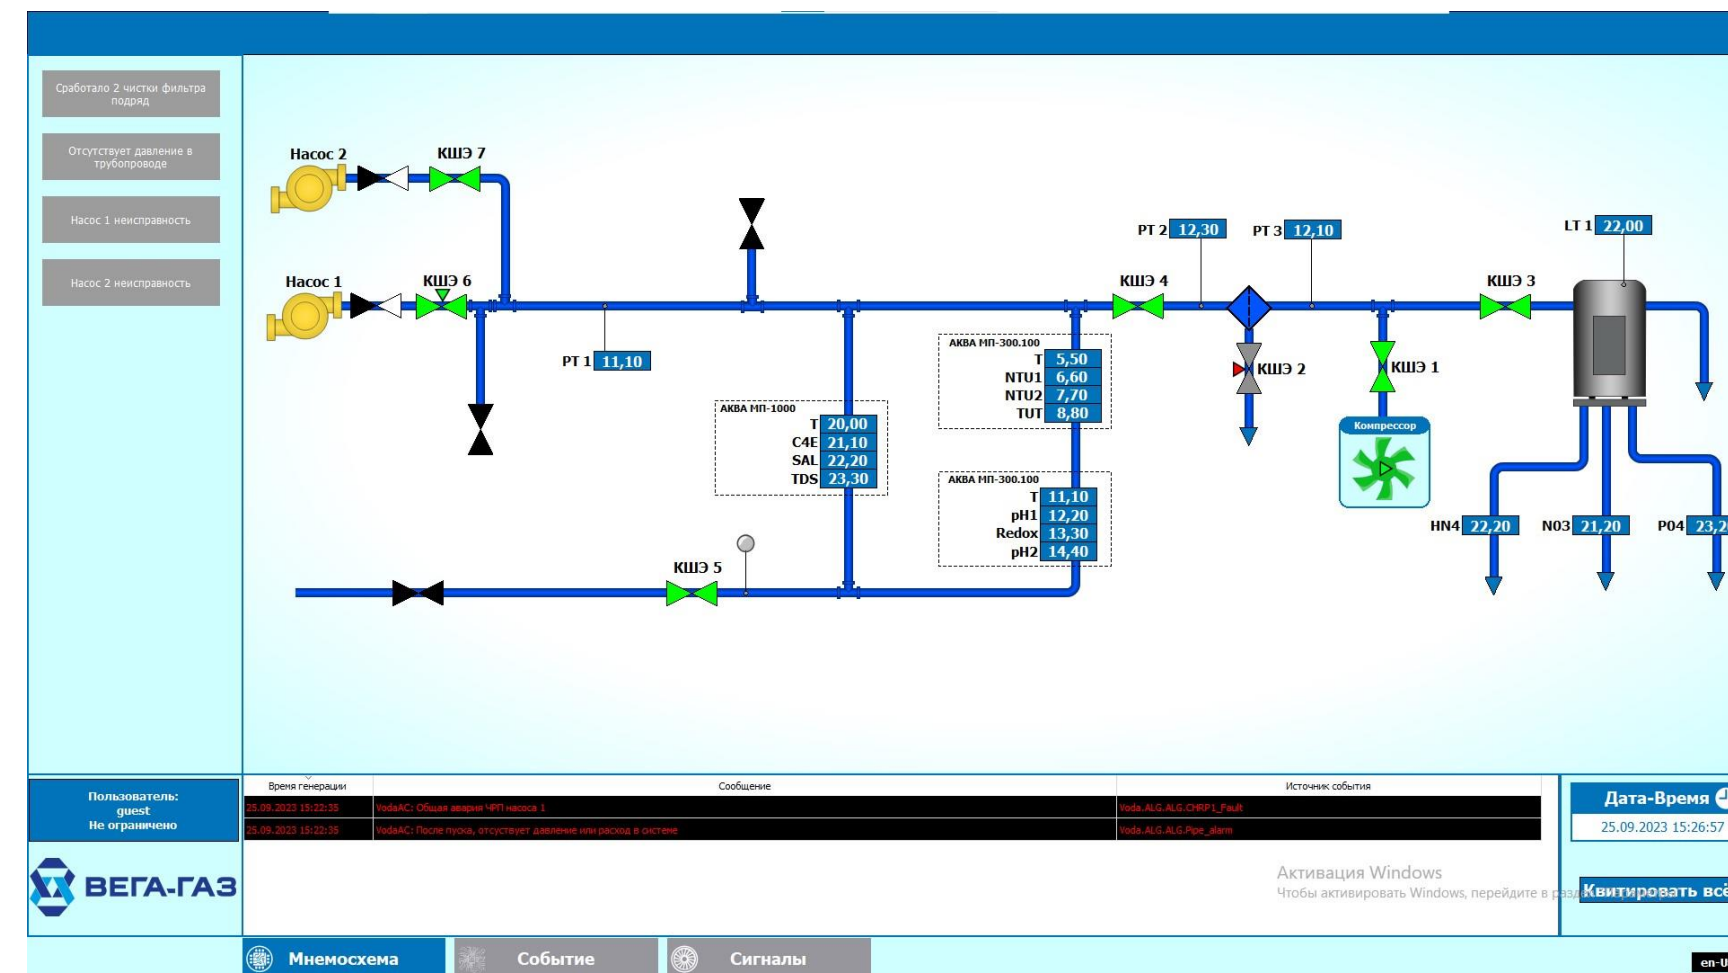 Сработало 2 чистки фильтра
подряд
Отсутствует давление в
трубопроводе
Насос 1 неисправность
Насос 2 неисправность
Насос 2
КШЭ 7
Насос 1
КШЭ 6
PT 1 11,10
PT 2 12,30
PT 3 12,10
LT 1 22,00
КШЭ 4
КШЭ 3
КШЭ 2
КШЭ 1
Компрессор
АКВА МП-1000
T 20,00
C4E 21,10
SAL 22,20
TDS 23,30
АКВА МП-300.100
T 5,50
NTU1 6,60
NTU2 7,70
TUT 8,80
АКВА МП-300.100
T 11,10
pH1 12,20
Redox 13,30
pH2 14,40
КШЭ 5
HN4 22,20
N03 21,20
P04 23,2
Пользователь:
guest
Не ограничено
ВЕГА-ГАЗ
Время генерации Сообщение Источник события
25.09.2023 15:22:35 VodaAC: Общая авария ЧРП насоса 1 Voda.ALG.ALG.CHRP1_Fault
25.09.2023 15:22:35 VodaAC: После пуска, отсуствует давление или расход в системе Voda.ALG.ALG.Pipe_alarm
Дата-Время
25.09.2023 15:26:57
Активация Windows
Чтобы активировать Windows, перейдите в
Квитировать всё
Мнемосхема
Событие
Сигналы
en-U